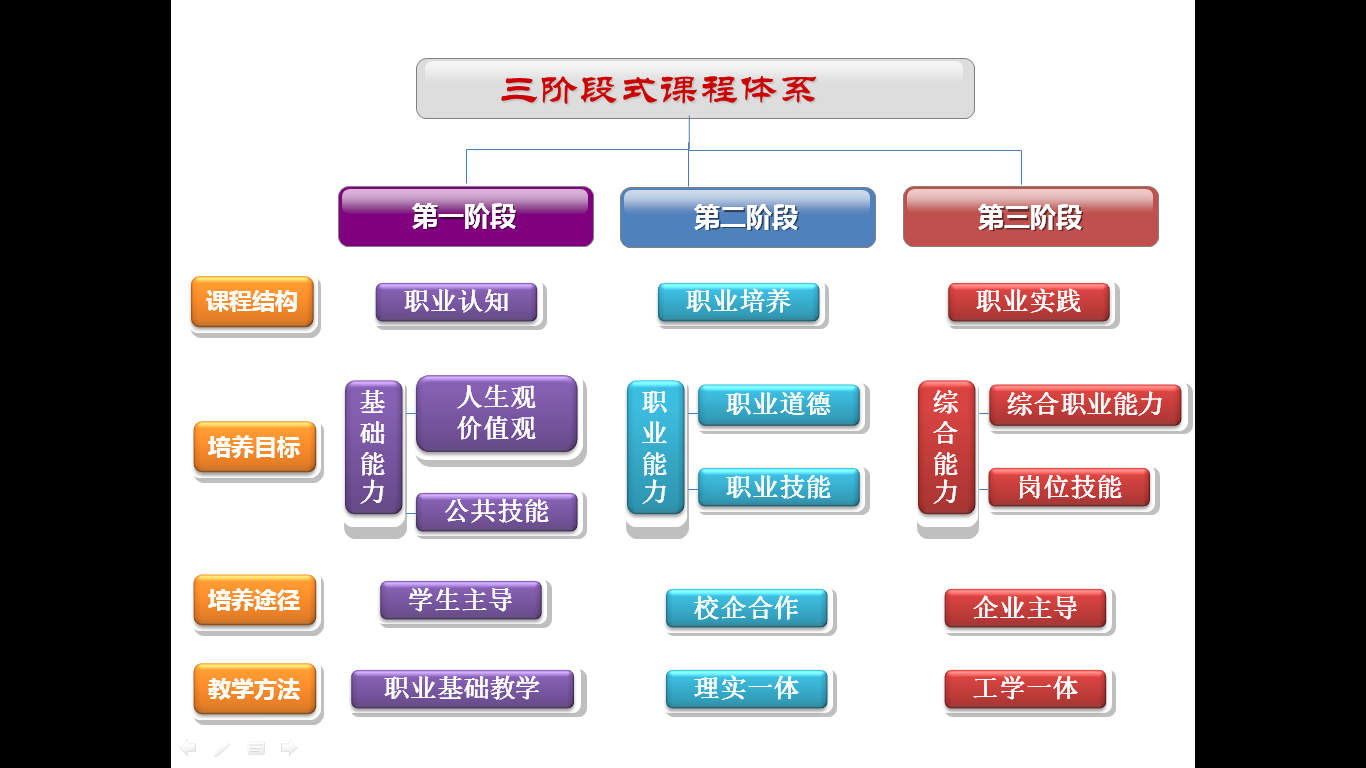 三阶段式课程体系
第一阶段
第二阶段
第三阶段
课程结构
职业认知
职业培养
职业实践
培养目标
基础能力
人生观
价值观
公共技能
职业能力
职业道德
职业技能
综合能力
综合职业能力
岗位技能
培养途径
学生主导
校企合作
企业主导
教学方法
职业基础教学
理实一体
工学一体